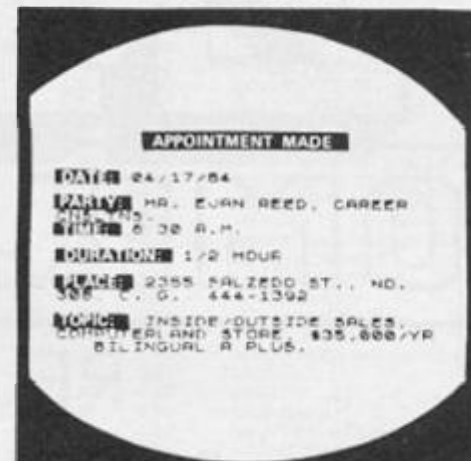 APPOINTMENT MADE
DATE: 04/17/84
PARTY: MR. EVAN REED, CAREER
TIME: 8 30 A.M.
DURATION: 1/2 HOUR
PLACE: 2355 SALZEDO ST., NO.
306 C. G. 444-1392
TOPIC: INSIDE/OUTSIDE SALES,
COMPUTERLAND STORE $35,000/YR
BILINGUAL A PLUS.